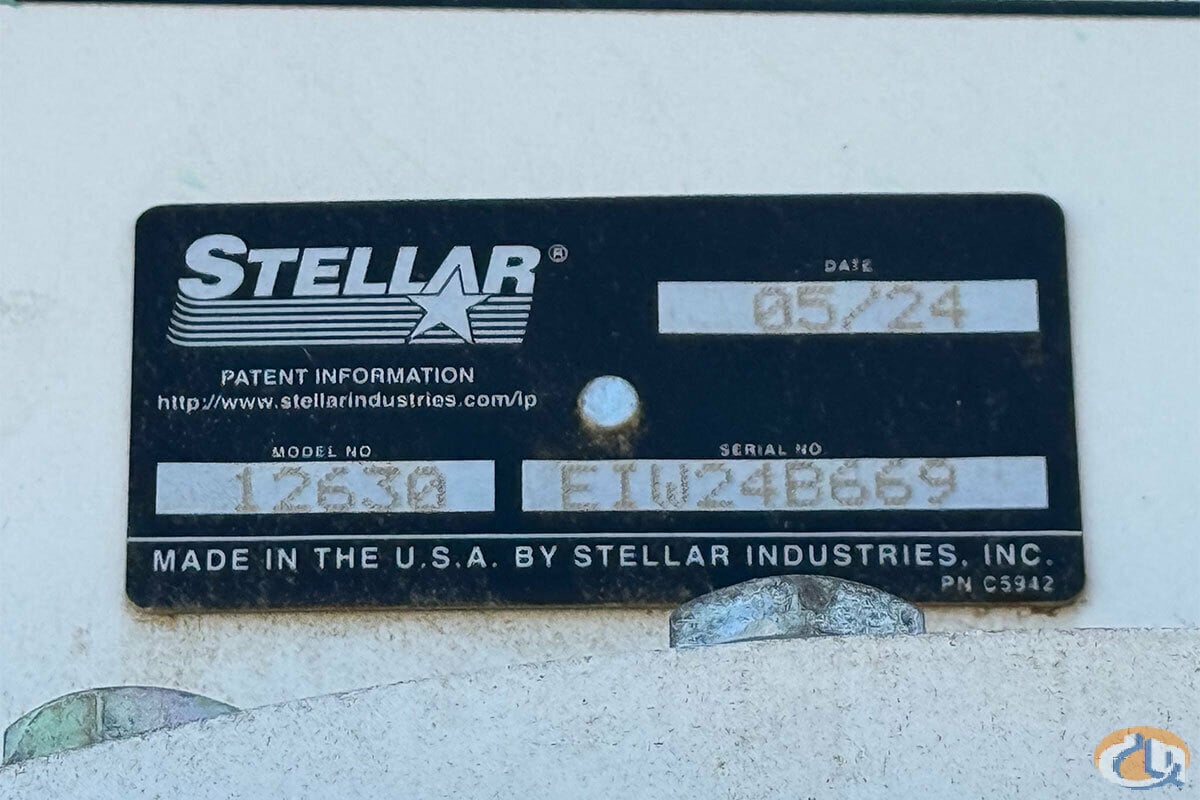 STELLAR®
DATE
05/24
PATENT INFORMATION
http://www.stellarindustries.com/ip
MODEL NO
SERIAL NO
12630
EIW24B669
MADE IN THE U.S.A. BY STELLAR INDUSTRIES, INC.
PN C5942